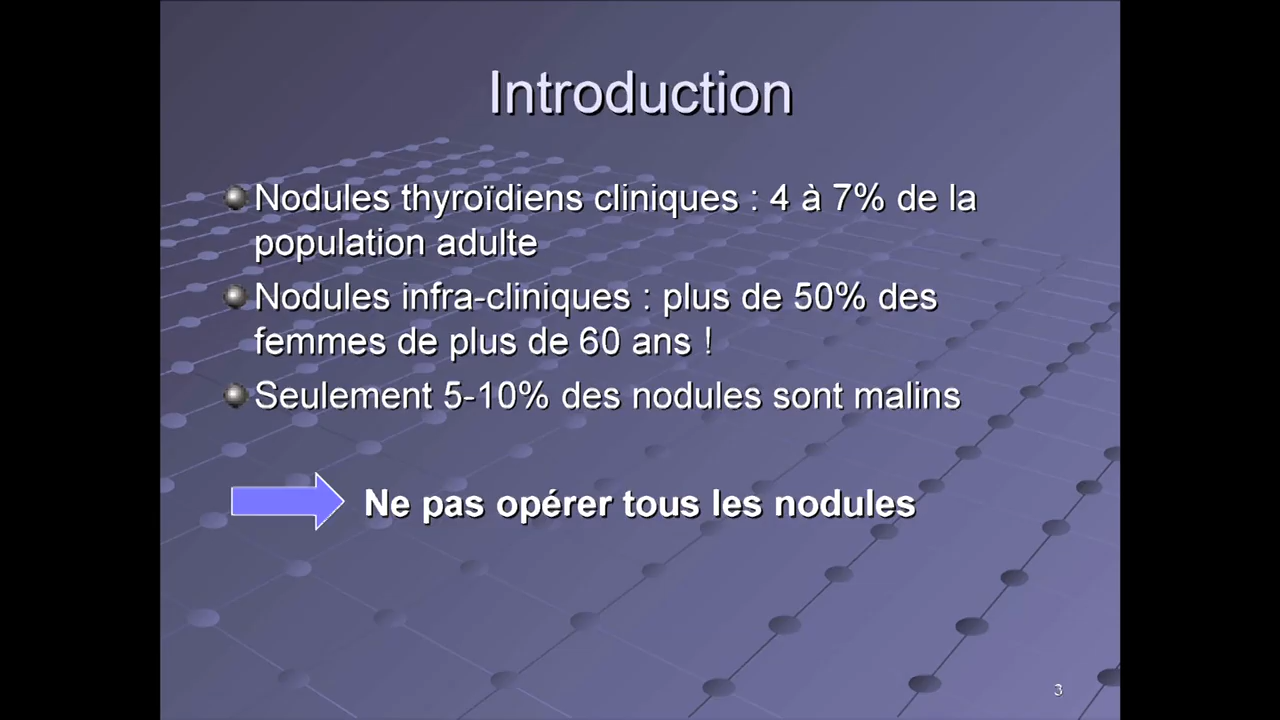 Introduction
Nodules thyroïdiens cliniques : 4 à 7% de la
population adulte
Nodules infra-cliniques : plus de 50% des
femmes de plus de 60 ans !
Seulement 5-10% des nodules sont malins
Ne pas opérer tous les nodules
3